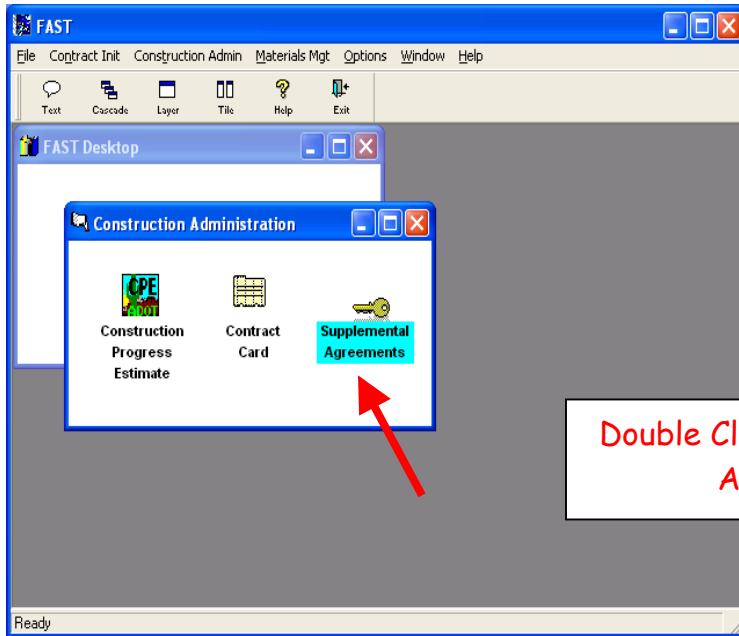 FAST
File Contract Init Construction Admin Materials Mgt Options Window Help
Text Cascade Layer Tile Help Exit
FAST Desktop
Construction Administration
CPE
ADOT
Construction Progress Estimate
Contract Card
Supplemental Agreements
Double Cl
A
Ready